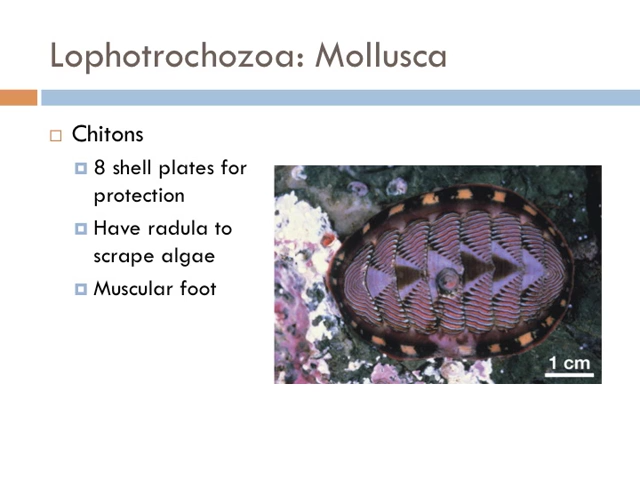 Lophotrochozoa: Mollusca
Chitons
8 shell plates for
protection
Have radula to
scrape algae
Muscular foot
1 cm